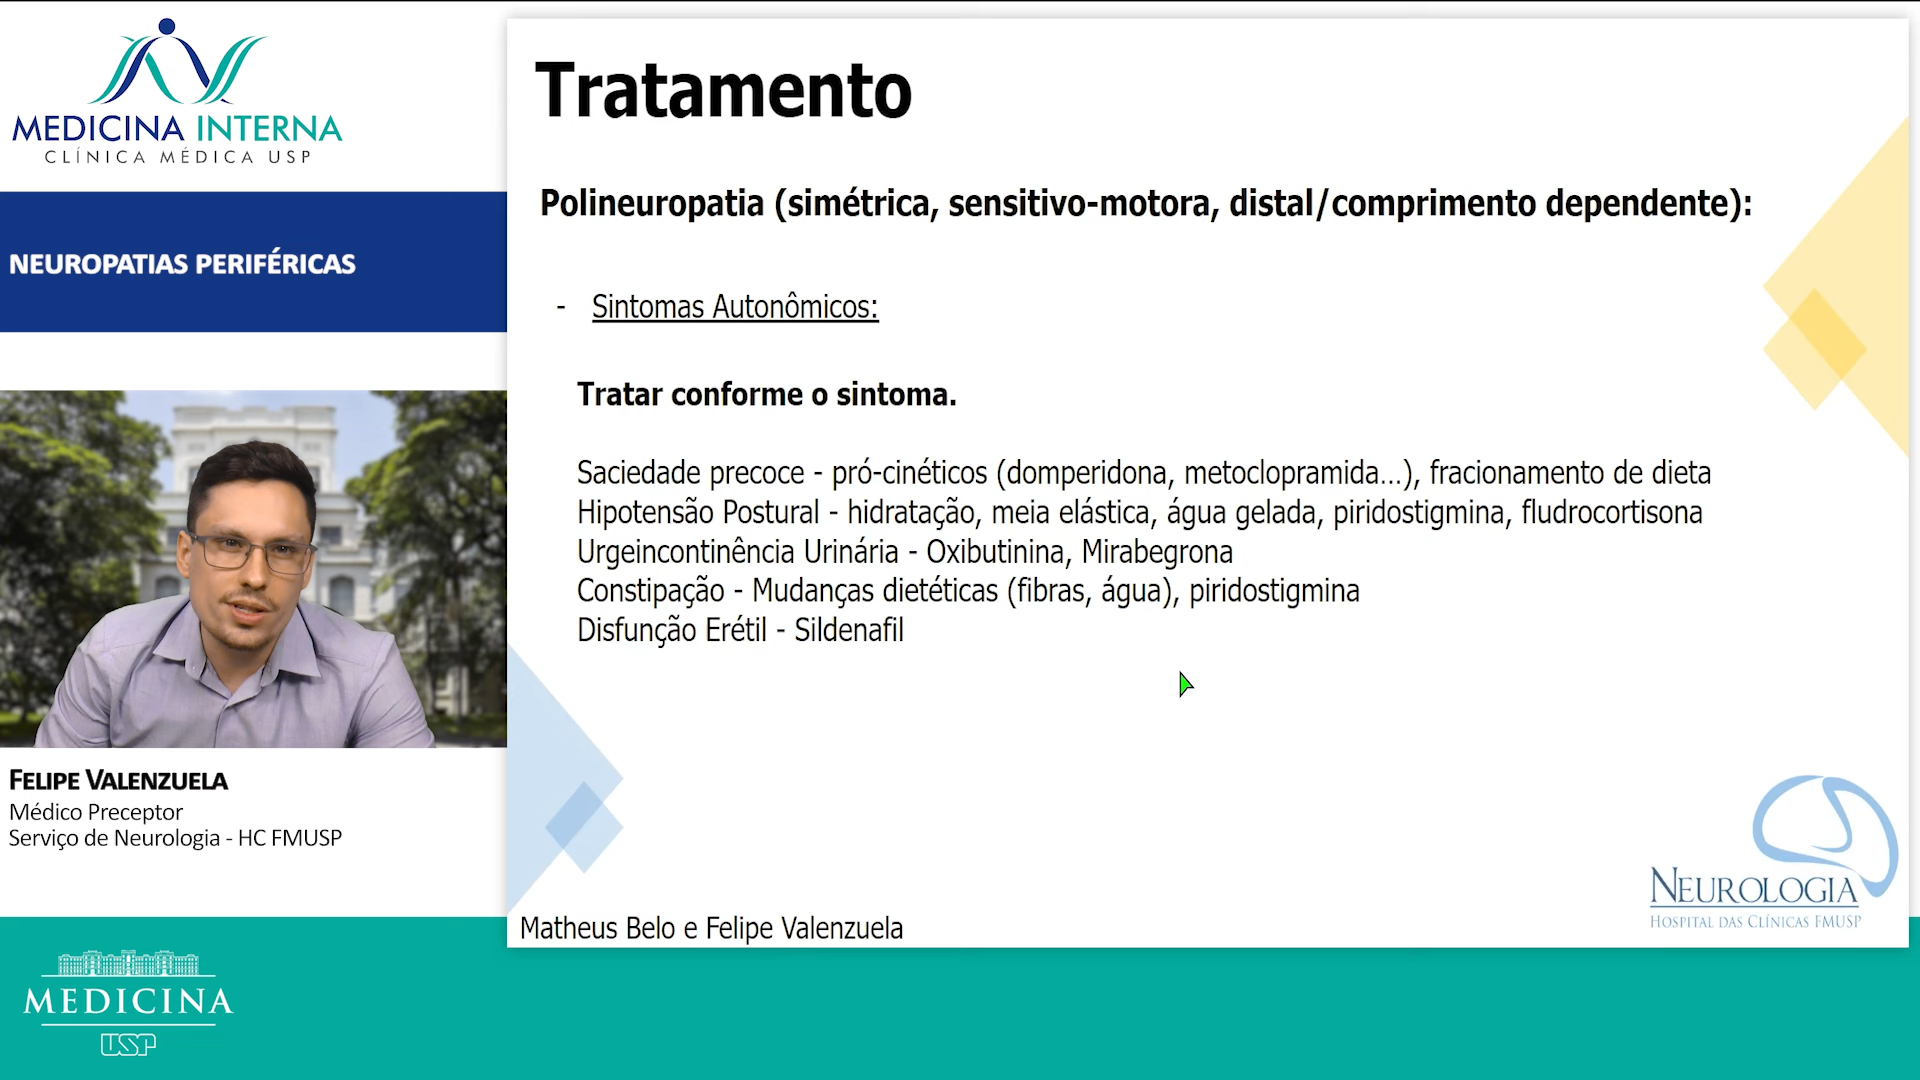 MEDICINA INTERNA
CLÍNICA MÉDICA USP
NEUROPATIAS PERIFÉRICAS
FELIPE VALENZUELA
Médico Preceptor
Serviço de Neurologia - HC FMUSP
MEDICINA
USP
Tratamento
Polineuropatia (simétrica, sensitivo-motora, distal/comprimento dependente):
- Sintomas Autonômicos:
Tratar conforme o sintoma.
Saciedade precoce - pró-cinéticos (domperidona, metoclopramida...), fracionamento de dieta
Hipotensão Postural - hidratação, meia elástica, água gelada, piridostigmina, fludrocortisona
Urgeincontinência Urinária - Oxibutinina, Mirabegrona
Constipação - Mudanças dietéticas (fibras, água), piridostigmina
Disfunção Erétil - Sildenafil
Matheus Belo e Felipe Valenzuela
NEUROLOGIA
HOSPITAL DAS CLÍNICAS FMUSP